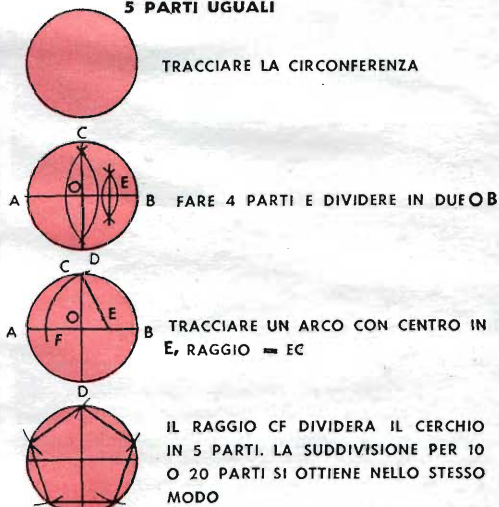 5 PARTI UGUALI
TRACCIARE LA CIRCONFERENZA
C
A O E B
FARE 4 PARTI E DIVIDERE IN DUE OB
D
C
A F O E B
TRACCIARE UN ARCO CON CENTRO IN
E, RAGGIO = EC
D
IL RAGGIO CF DIVIDERA IL CERCHIO
IN 5 PARTI. LA SUDDIVISIONE PER 10
O 20 PARTI SI OTTIENE NELLO STESSO
MODO